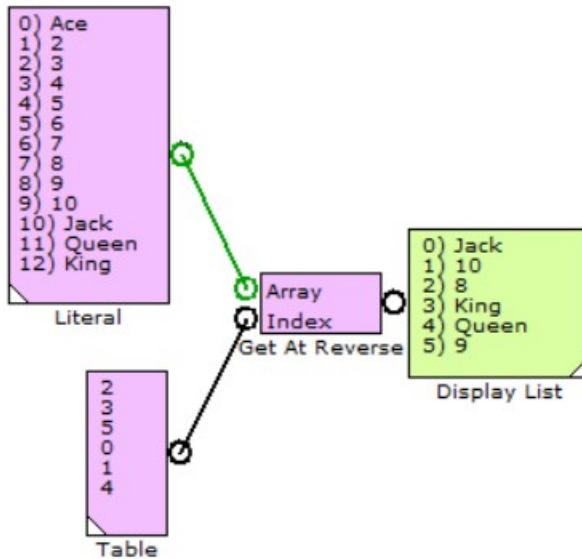 0) Ace
1) 2
2) 3
3) 4
4) 5
5) 6
6) 7
7) 8
8) 9
9) 10
10) Jack
11) Queen
12) King
Literal
Array
Index
Get At Reverse
0) Jack
1) 10
2) 8
3) King
4) Queen
5) 9
Display List
2
3
5
0
1
4
Table